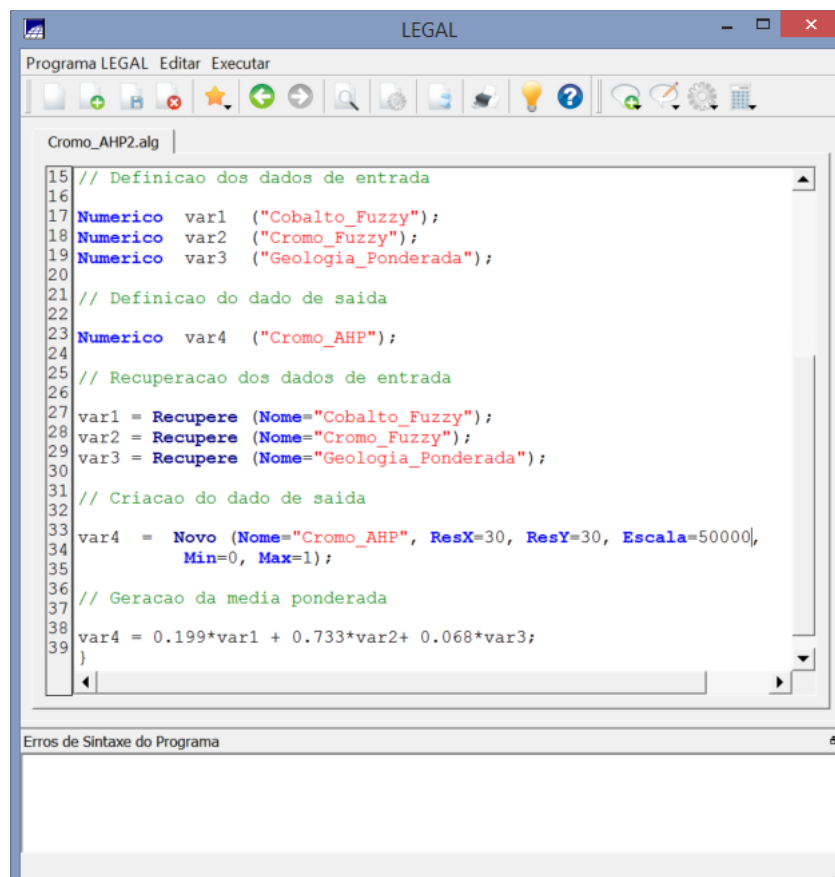 LEGAL
Programa LEGAL Editar Executar
Cromo_AHP2.alg
15 // Definicao dos dados de entrada
16
17 Numerico var1 ("Cobalto_Fuzzy");
18 Numerico var2 ("Cromo_Fuzzy");
19 Numerico var3 ("Geologia_Ponderada");
20
21 // Definicao do dado de saida
22
23 Numerico var4 ("Cromo_AHP");
24
25 // Recuperacao dos dados de entrada
26
27 var1 = Recupere (Nome="Cobalto_Fuzzy");
28 var2 = Recupere (Nome="Cromo_Fuzzy");
29 var3 = Recupere (Nome="Geologia_Ponderada");
30
31 // Criacao do dado de saida
32
33 var4 = Novo (Nome="Cromo_AHP", ResX=30, ResY=30, Escala=50000,
34 Min=0, Max=1);
35
36 // Geracao da media ponderada
37
38 var4 = 0.199*var1 + 0.733*var2+ 0.068*var3;
39 }
Erros de Sintaxe do Programa